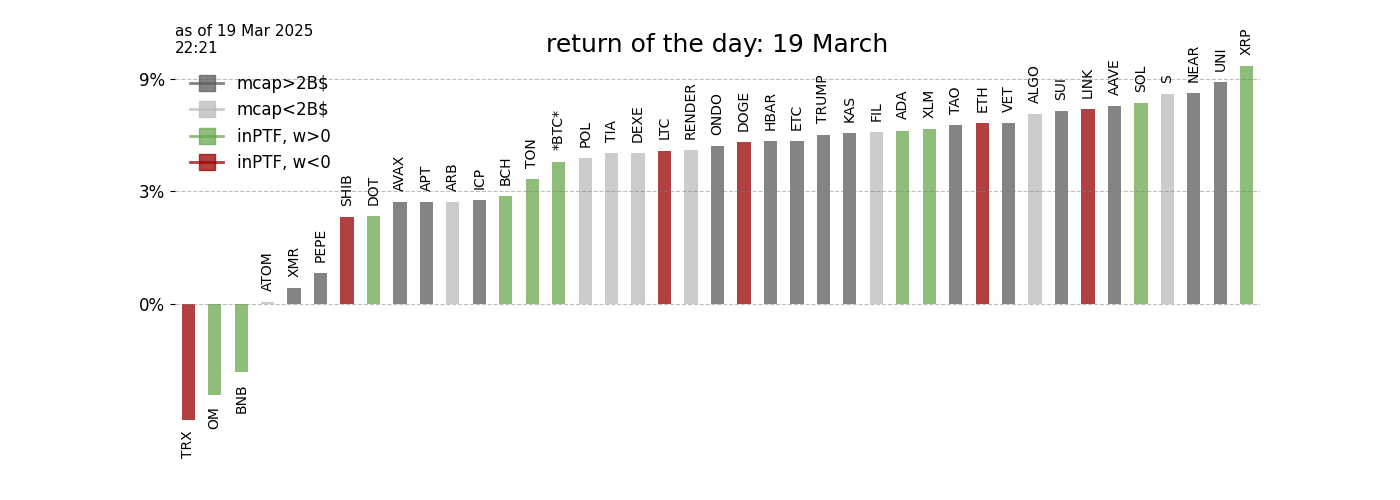 as of 19 Mar 2025
22:21
return of the day: 19 March
9%
3%
0%
mcap>2B$
mcap<2B$
inPTF, w>0
inPTF, w<0
TRX
OM
BNB
ATOM
XMR
PEPE
SHIB
DOT
AVAX
APT
ARB
ICP
BCH
TON
*BTC*
POL
TIA
DEXE
LTC
RENDER
ONDO
DOGE
HBAR
ETC
TRUMP
KAS
FIL
ADA
XLM
TAO
ETH
VET
ALGO
SUI
LINK
AAVE
SOL
S
NEAR
UNI
XRP